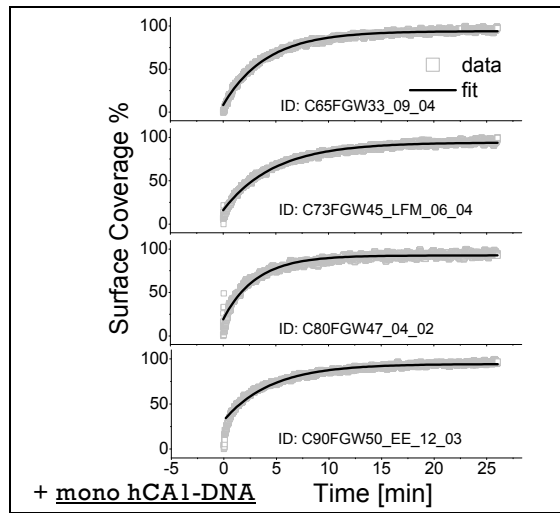 100
50
0
data
fit
ID: C65FGW33_09_04
100
50
0
ID: C73FGW45_LFM_06_04
100
50
0
ID: C80FGW47_04_02
100
50
0
ID: C90FGW50_EE_12_03
Surface Coverage %
-5 0 5 10 15 20 25
+ mono hCA1-DNA Time [min]